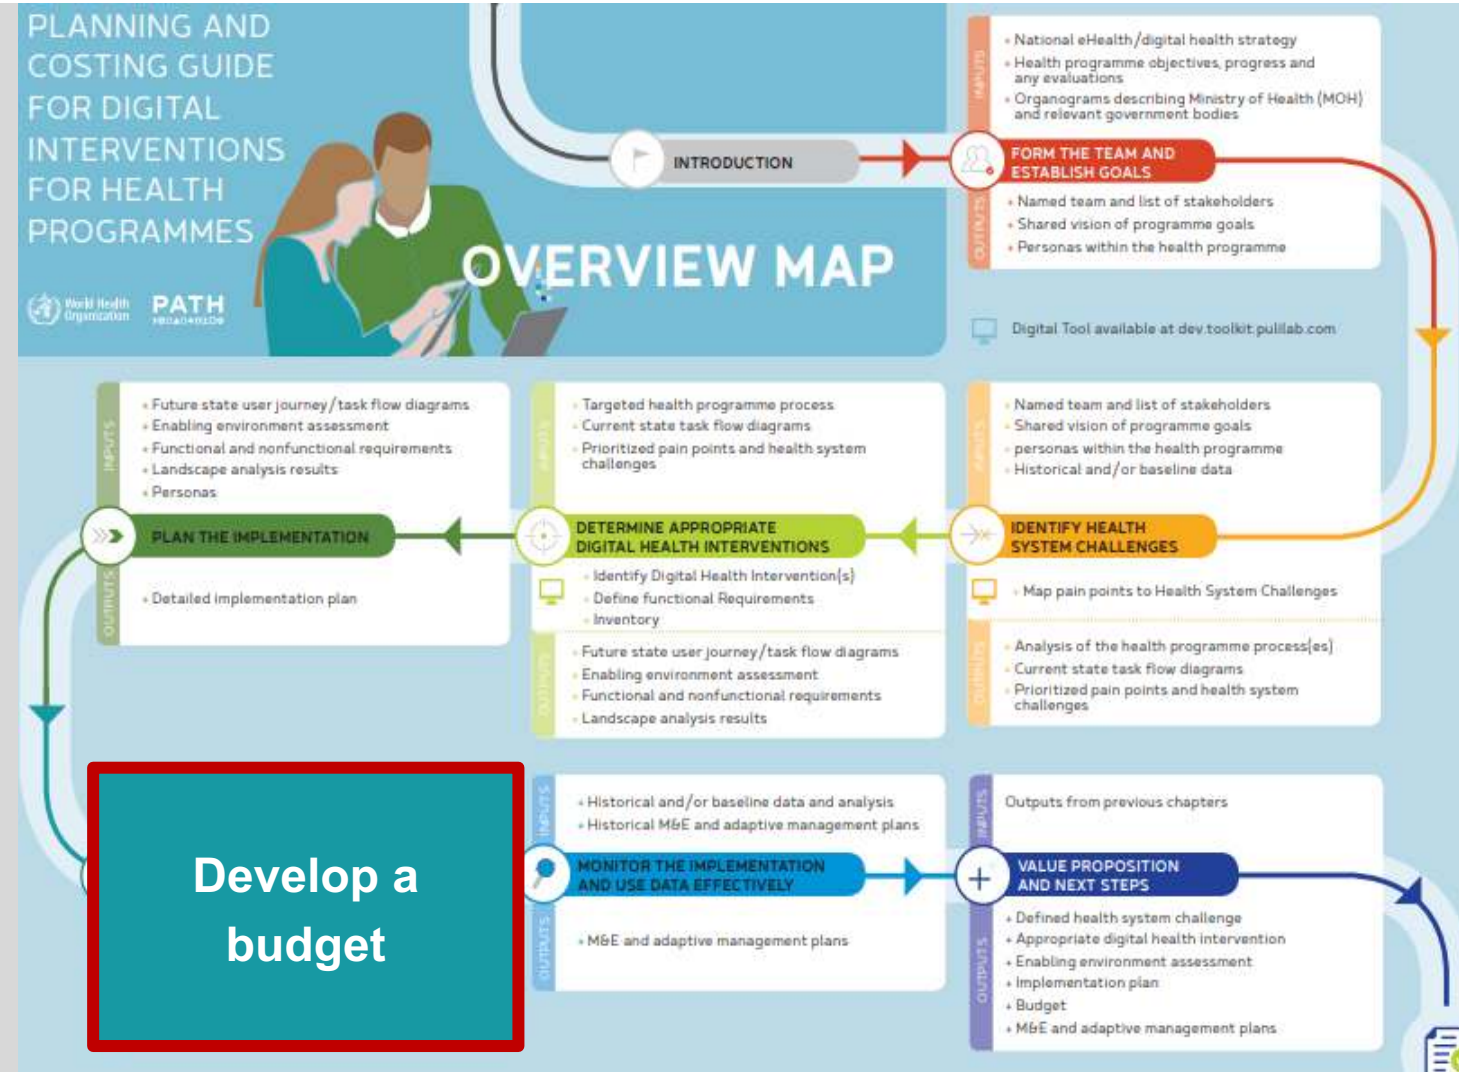 PLANNING AND
COSTING GUIDE
FOR DIGITAL
INTERVENTIONS
FOR HEALTH
PROGRAMMES
World Health
Organization
PATH
OVERVIEW MAP
INTRODUCTION
INPUTS
• National eHealth/digital health strategy
• Health programme objectives, progress and
any evaluations
• Organograms describing Ministry of Health (MOH)
and relevant government bodies
FORM THE TEAM AND
ESTABLISH GOALS
OUTPUTS
• Named team and list of stakeholders
• Shared vision of programme goals
• Personas within the health programme
Digital Tool available at dev.toolkit.pulilab.com
INPUTS
• Named team and list of stakeholders
• Shared vision of programme goals
• personas within the health programme
• Historical and/or baseline data
IDENTIFY HEALTH
SYSTEM CHALLENGES
• Map pain points to Health System Challenges
OUTPUTS
• Analysis of the health programme process(es)
• Current state task flow diagrams
• Prioritized pain points and health system
challenges
INPUTS
• Targeted health programme process
• Current state task flow diagrams
• Prioritized pain points and health system
challenges
DETERMINE APPROPRIATE
DIGITAL HEALTH INTERVENTIONS
• Identify Digital Health Intervention(s)
• Define functional Requirements
• Inventory
OUTPUTS
• Future state user journey/task flow diagrams
• Enabling environment assessment
• Functional and nonfunctional requirements
• Landscape analysis results
INPUTS
• Future state user journey/task flow diagrams
• Enabling environment assessment
• Functional and nonfunctional requirements
• Landscape analysis results
• Personas
PLAN THE IMPLEMENTATION
OUTPUTS
• Detailed implementation plan
Develop a
budget
INPUTS
• Historical and/or baseline data and analysis
• Historical M&E and adaptive management plans
MONITOR THE IMPLEMENTATION
AND USE DATA EFFECTIVELY
OUTPUTS
• M&E and adaptive management plans
INPUTS
Outputs from previous chapters
VALUE PROPOSITION
AND NEXT STEPS
OUTPUTS
• Defined health system challenge
• Appropriate digital health intervention
• Enabling environment assessment
• Implementation plan
• Budget
• M&E and adaptive management plans